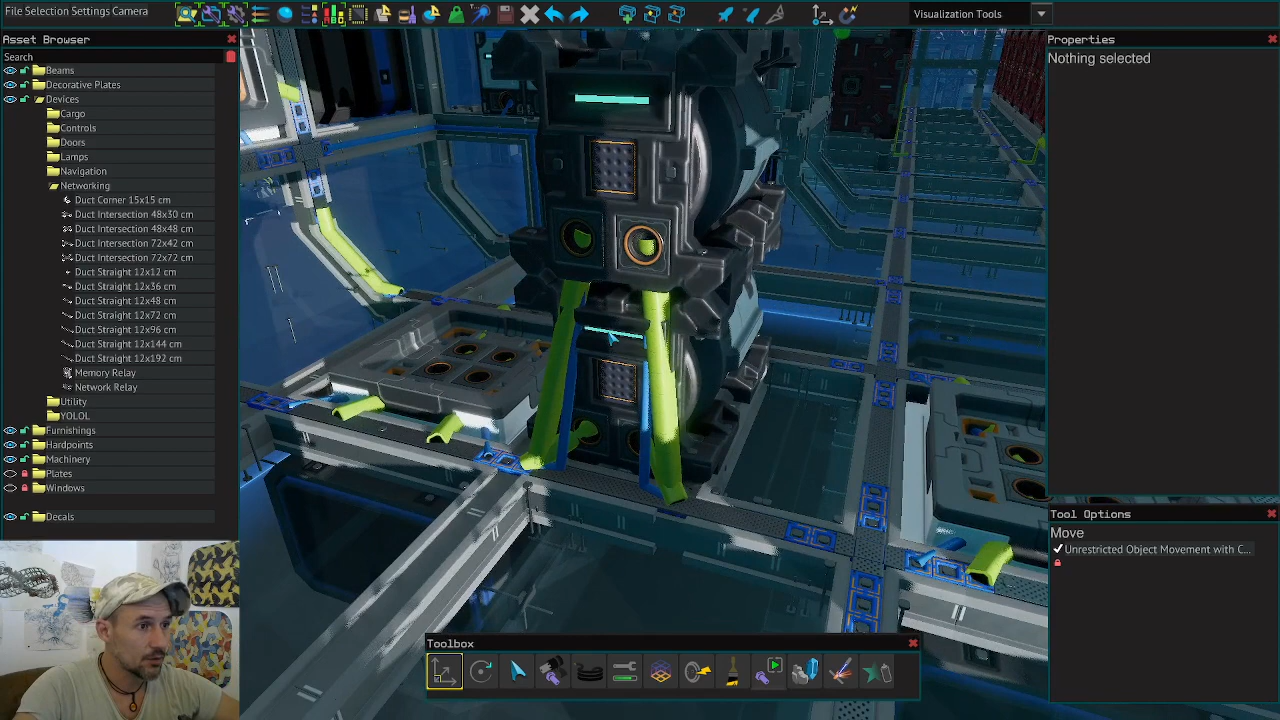 File Selection Settings Camera
Visualization Tools
Asset Browser
Search
Beams
Decorative Plates
Devices
Cargo
Controls
Doors
Lamps
Navigation
Networking
Duct Corner 15x15 cm
Duct Intersection 48x30 cm
Duct Intersection 48x48 cm
Duct Intersection 72x42 cm
Duct Intersection 72x72 cm
Duct Straight 12x12 cm
Duct Straight 12x36 cm
Duct Straight 12x48 cm
Duct Straight 12x72 cm
Duct Straight 12x96 cm
Duct Straight 12x144 cm
Duct Straight 12x192 cm
Memory Relay
Network Relay
Utility
YOLOL
Furnishings
Hardpoints
Machinery
Plates
Windows
Decals
Properties
Nothing selected
Tool Options
Move
Unrestricted Object Movement with C...
Toolbox